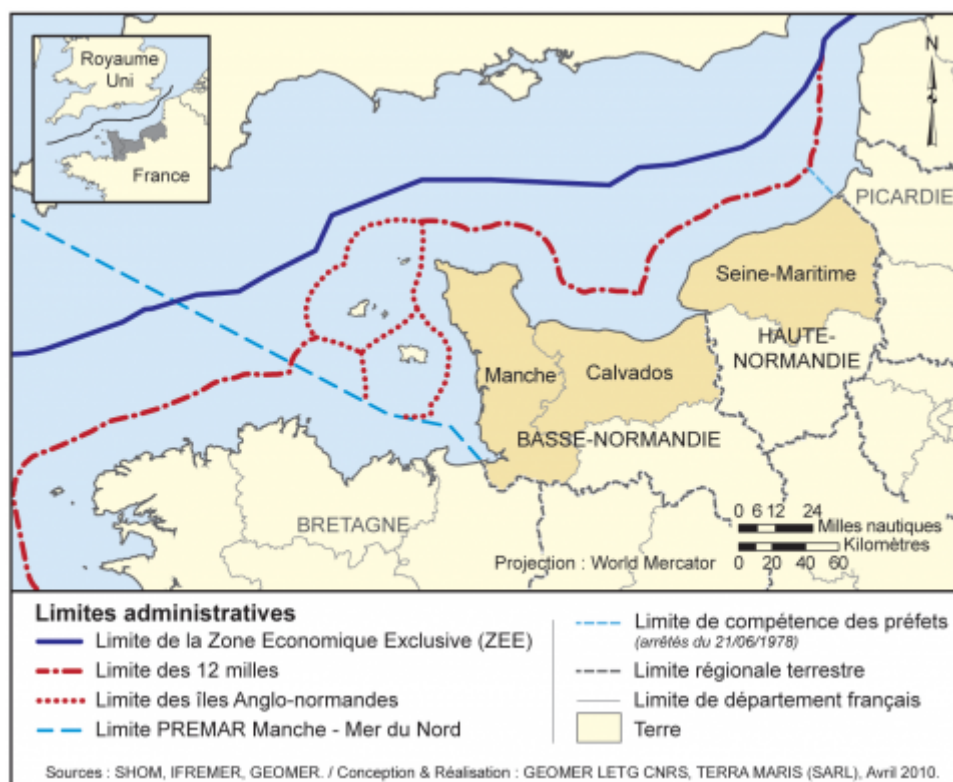 Royaume
Uni
France
N
PICARDIE
Seine-Maritime
HAUTE-
NORMANDIE
Manche
Calvados
BASSE-NORMANDIE
BRETAGNE
0 6 12 24
Milles nautiques
Kilomètres
0 20 40 60
Projection : World Mercator
Limites administratives
Limite de la Zone Economique Exclusive (ZEE)
Limite des 12 milles
Limite des îles Anglo-normandes
Limite PREMAR Manche - Mer du Nord
Limite de compétence des préfets
(arrêtés du 21/06/1978)
Limite régionale terrestre
Limite de département français
Terre
Sources : SHOM, IFREMER, GEOMER. / Conception & Réalisation : GEOMER LETG CNRS, TERRA MARIS (SARL), Avril 2010.